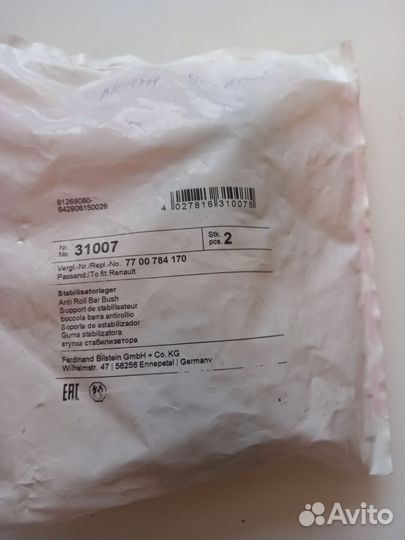 91269080-
642906150026
4 027816 310075
Nr.
No. 31007
Stk.
pcs. 2
Vergl.-Nr./Repl.-No. 77 00 784 170
Passend:/To fit: Renault
Stabilisatorlager
Anti Roll Bar Bush
Support de stabilisateur
boccola barra antirollio
Soporte de estabilizador
Guma stabilizatora
втулка стабилизатора
Ferdinand Bilstein GmbH + Co. KG
Wilhelmstr. 47 | 58256 Ennepetal | Germany
EAC
Avito